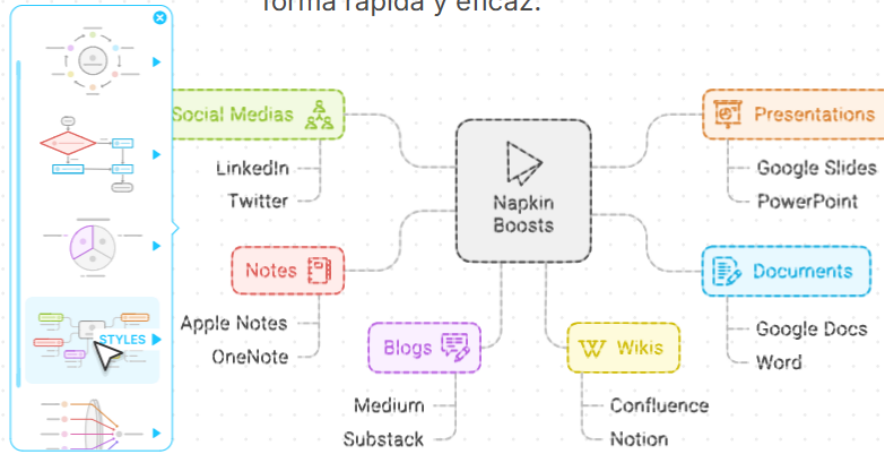 forma rápida y eficaz.
Social Medias
LinkedIn
Twitter
Notes
Apple Notes
OneNote
Blogs
Medium
Substack
Napkin
Boosts
Wikis
Confluence
Notion
Presentations
Google Slides
PowerPoint
Documents
Google Docs
Word
STYLES